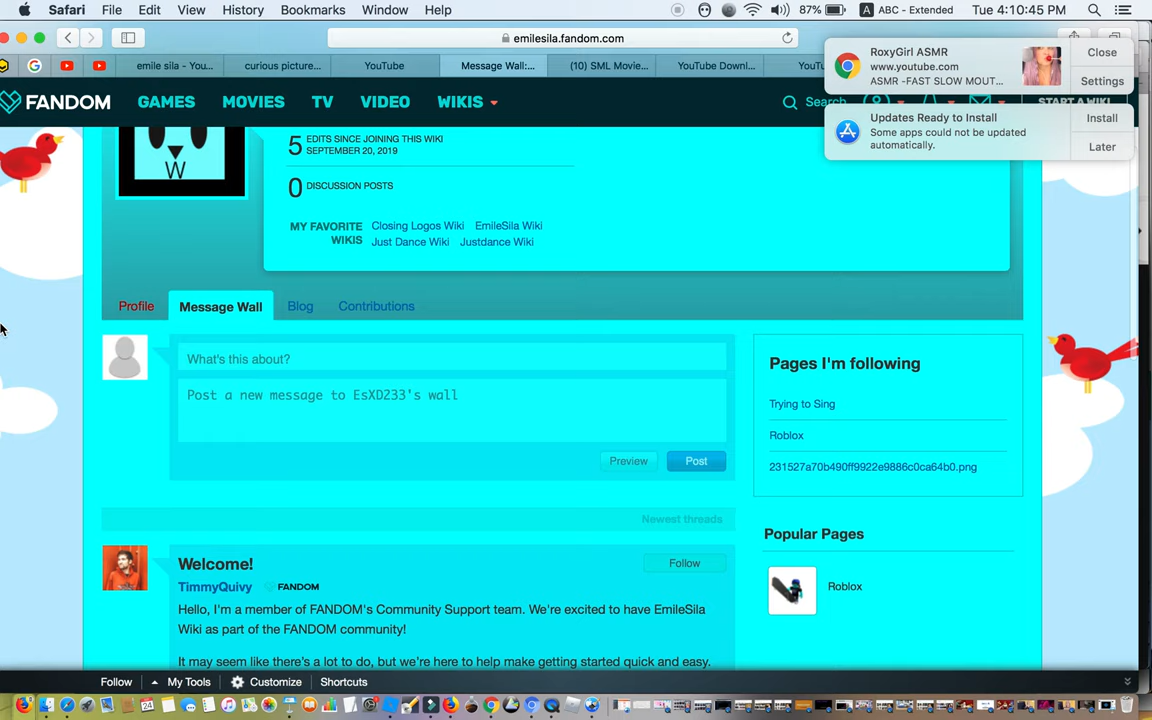 Safari File Edit View History Bookmarks Window Help 87% A ABC - Extended Tue 4:10:45 PM
emilesila.fandom.com
emile sila - You... curious picture... YouTube Message Wall:... (10) SML Movie... YouTube Downl... YouTu
RoxyGirl ASMR
www.youtube.com
ASMR -FAST SLOW MOUT...
Close
Settings
FANDOM GAMES MOVIES TV VIDEO WIKIS Search START A WIKI
Updates Ready to Install
Some apps could not be updated
automatically.
Install
Later
5 EDITS SINCE JOINING THIS WIKI
SEPTEMBER 20, 2019
0 DISCUSSION POSTS
MY FAVORITE WIKIS
Closing Logos Wiki EmileSila Wiki
Just Dance Wiki Justdance Wiki
W
Profile Message Wall Blog Contributions
What's this about?
Post a new message to EsXD233's wall
Preview Post
Pages I'm following
Trying to Sing
Roblox
231527a70b490ff9922e9886c0ca64b0.png
Newest threads
Popular Pages
Roblox
Welcome!
Follow
TimmyQuivy FANDOM
Hello, I'm a member of FANDOM's Community Support team. We're excited to have EmileSila
Wiki as part of the FANDOM community!
It may seem like there's a lot to do, but we're here to help make getting started quick and easy.
Follow My Tools Customize Shortcuts
24